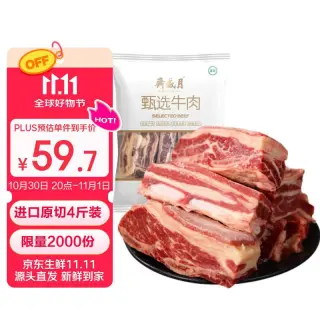 OFF
11.11
全球好物节
HOT!
PLUS预估单件到手价
￥59.7
10月30日 20点-11月1日
进口原切4斤装
限量2000份
京东生鲜11.11
源头直发 新鲜到家
甄选牛肉